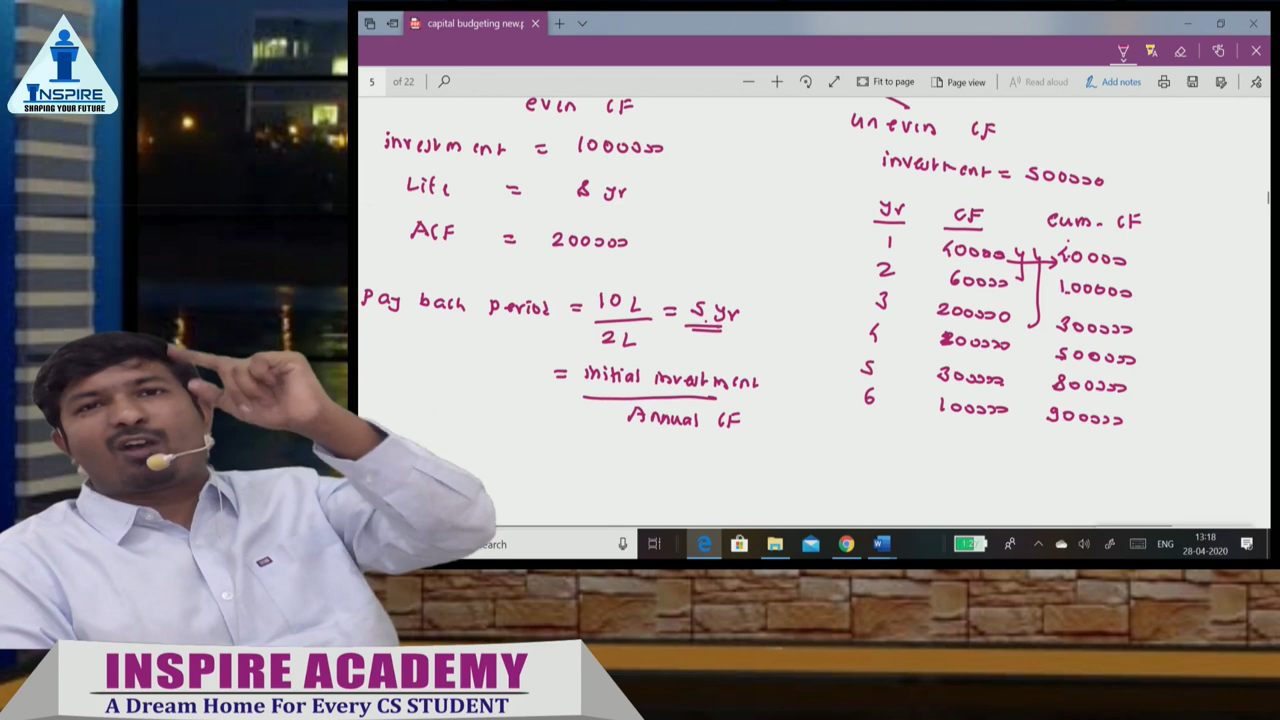 INSPIRE
SHAPING YOUR FUTURE
capital budgeting new.p
5 of 22
Fit to page
Page view
Read aloud
Add notes
even CF
investment = 1000000
Life = 8 yr
ACF = 200000
Pay back period = 10 L / 2 L = 5 yr
= initial investment / Annual CF
uneven CF
investment = 500000
yr CF cum. CF
1 40000 40000
2 60000 100000
3 200000 300000
4 200000 500000
5 300000 800000
6 100000 900000
earch
ENG
13:18
28-04-2020
INSPIRE ACADEMY
A Dream Home For Every CS STUDENT